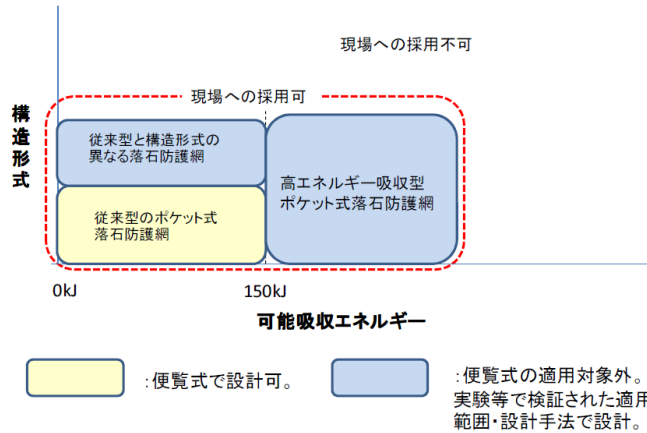 現場への採用不可
現場への採用可
構造形式
従来型と構造形式の
異なる落石防護網
従来型のポケット式
落石防護網
高エネルギー吸収型
ポケット式落石防護網
0kJ
150kJ
可能吸収エネルギー
:便覧式で設計可。
:便覧式の適用対象外。
実験等で検証された適用
範囲・設計手法で設計。